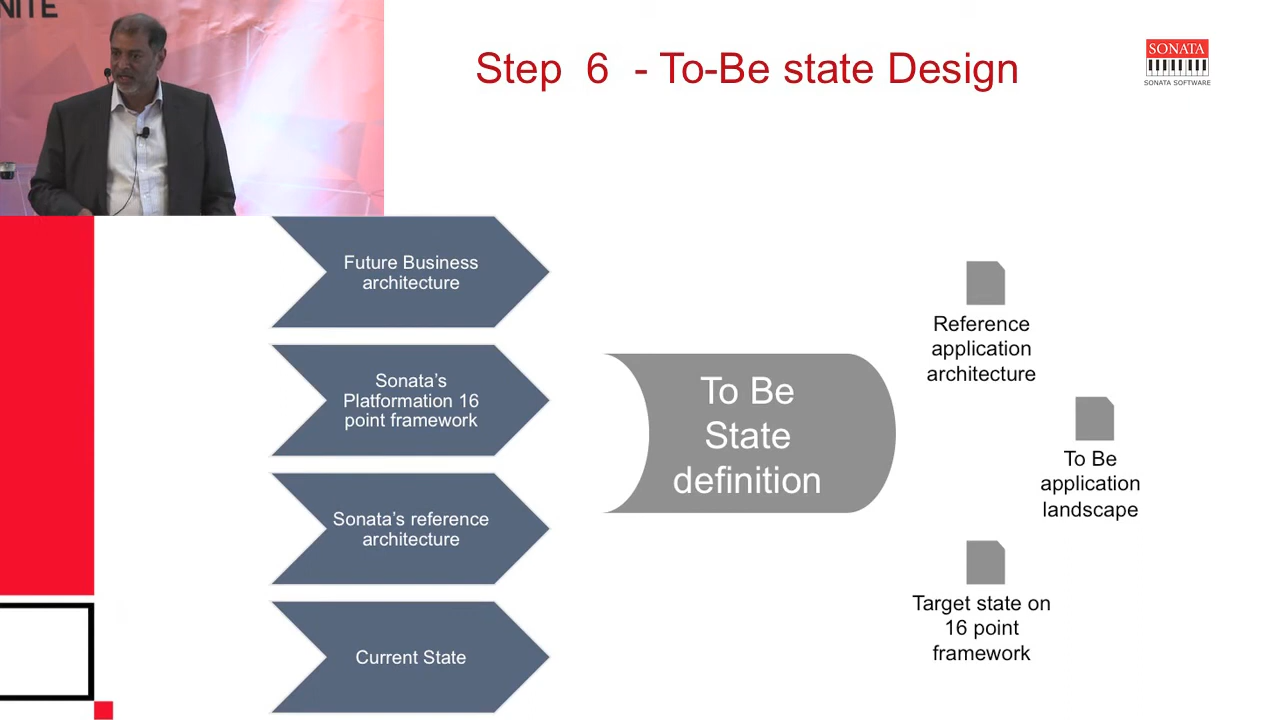 NITE
Step 6 - To-Be state Design
SONATA
SONATA SOFTWARE
Future Business
architecture
Sonata’s
Platformation 16
point framework
Sonata’s reference
architecture
Current State
To Be
State
definition
Reference
application
architecture
To Be
application
landscape
Target state on
16 point
framework